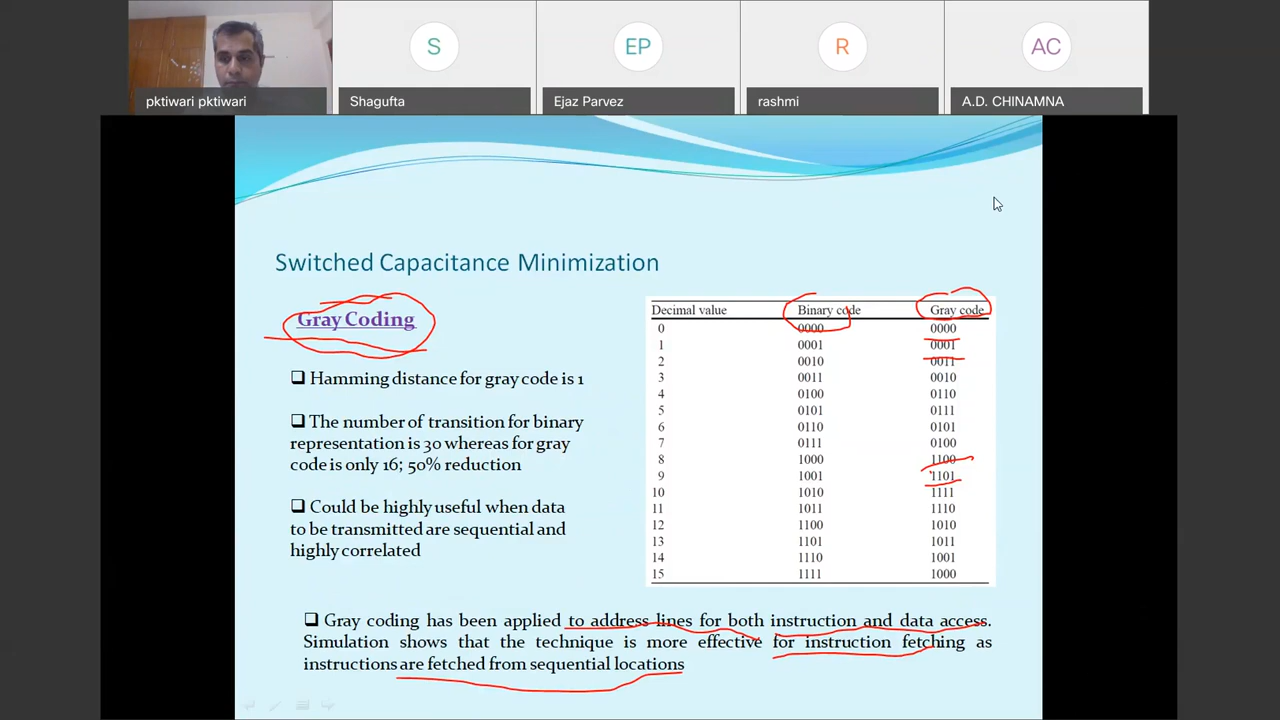 S
EP
R
AC
pktiwari pktiwari
Shagufta
Ejaz Parvez
rashmi
A.D. CHINAMNA
Switched Capacitance Minimization
Gray Coding
❑ Hamming distance for gray code is 1
❑ The number of transition for binary
representation is 30 whereas for gray
code is only 16; 50% reduction
❑ Could be highly useful when data
to be transmitted are sequential and
highly correlated
Decimal value Binary code Gray code
0 0000 0000
1 0001 0001
2 0010 0011
3 0011 0010
4 0100 0110
5 0101 0111
6 0110 0101
7 0111 0100
8 1000 1100
9 1001 1101
10 1010 1111
11 1011 1110
12 1100 1010
13 1101 1011
14 1110 1001
15 1111 1000
❑ Gray coding has been applied to address lines for both instruction and data access.
Simulation shows that the technique is more effective for instruction fetching as
instructions are fetched from sequential locations